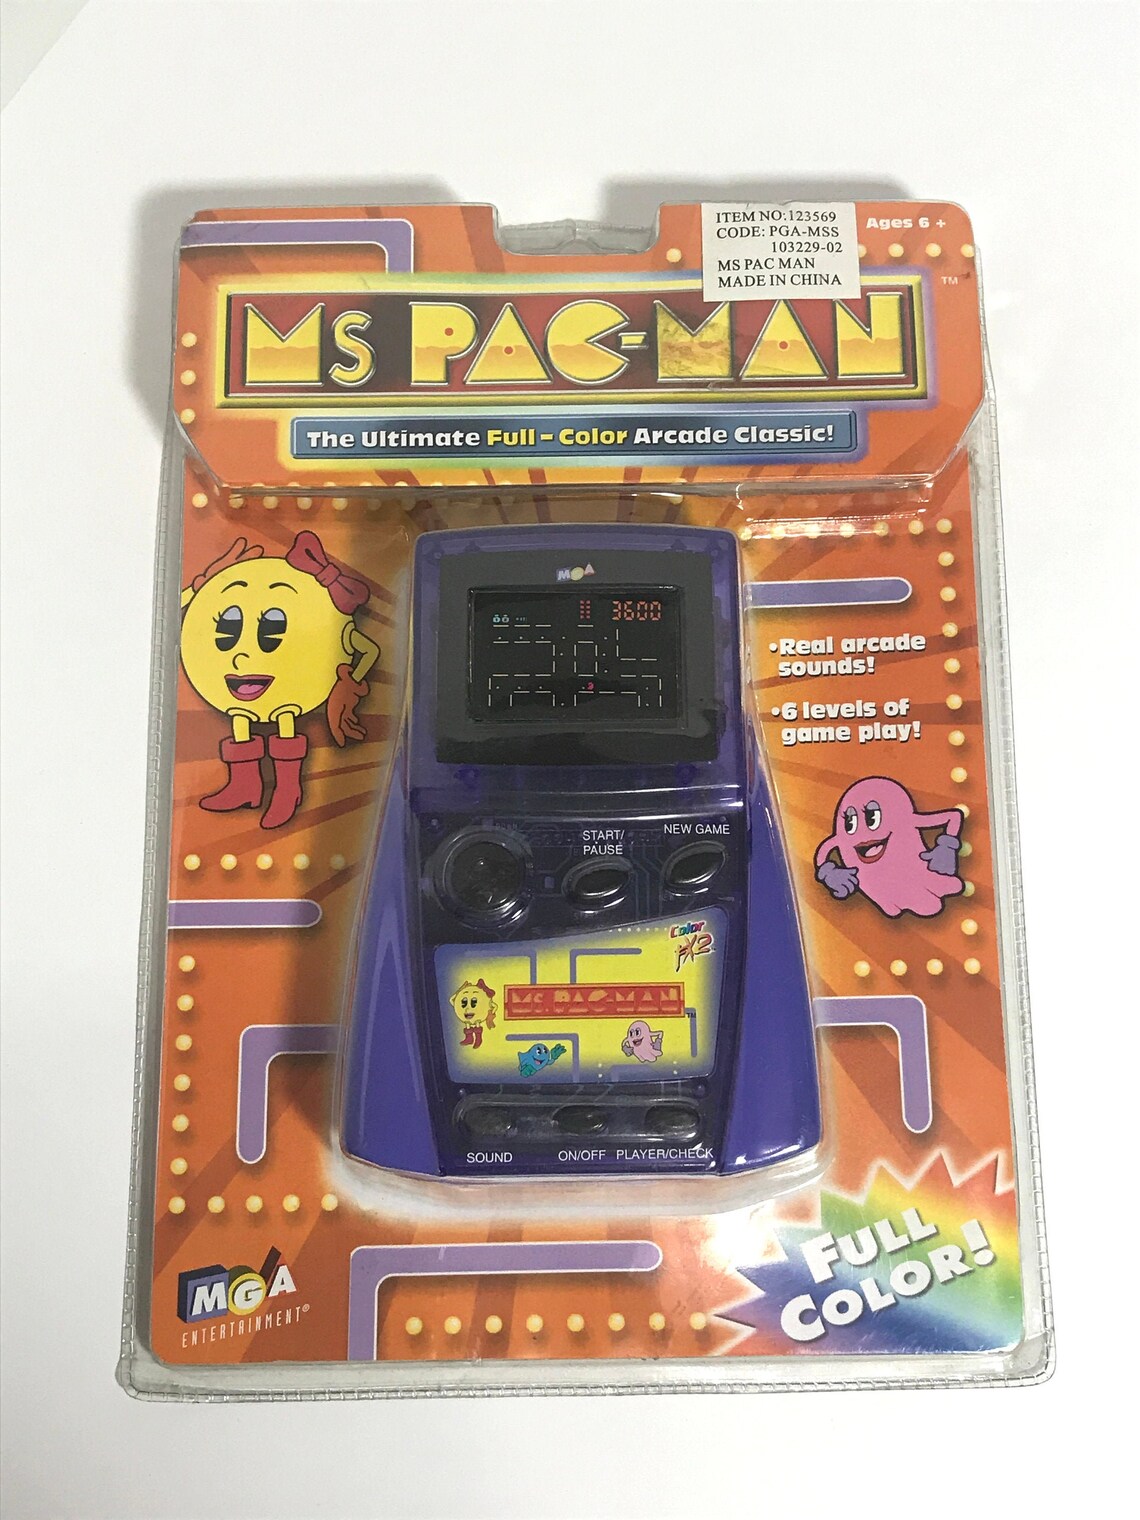 ITEM NO:123569
CODE: PGA-MSS
103229-02
MS PAC MAN
MADE IN CHINA
Ages 6 +
MS PAC-MAN
TM
The Ultimate Full-Color Arcade Classic!
MGA
3600
•Real arcade
sounds!
•6 levels of
game play!
START/
PAUSE
NEW GAME
Color
FX2
MS. PAC-MAN
TM
SOUND
ON/OFF
PLAYER/CHECK
FULL
COLOR!
MGA
ENTERTAINMENT®